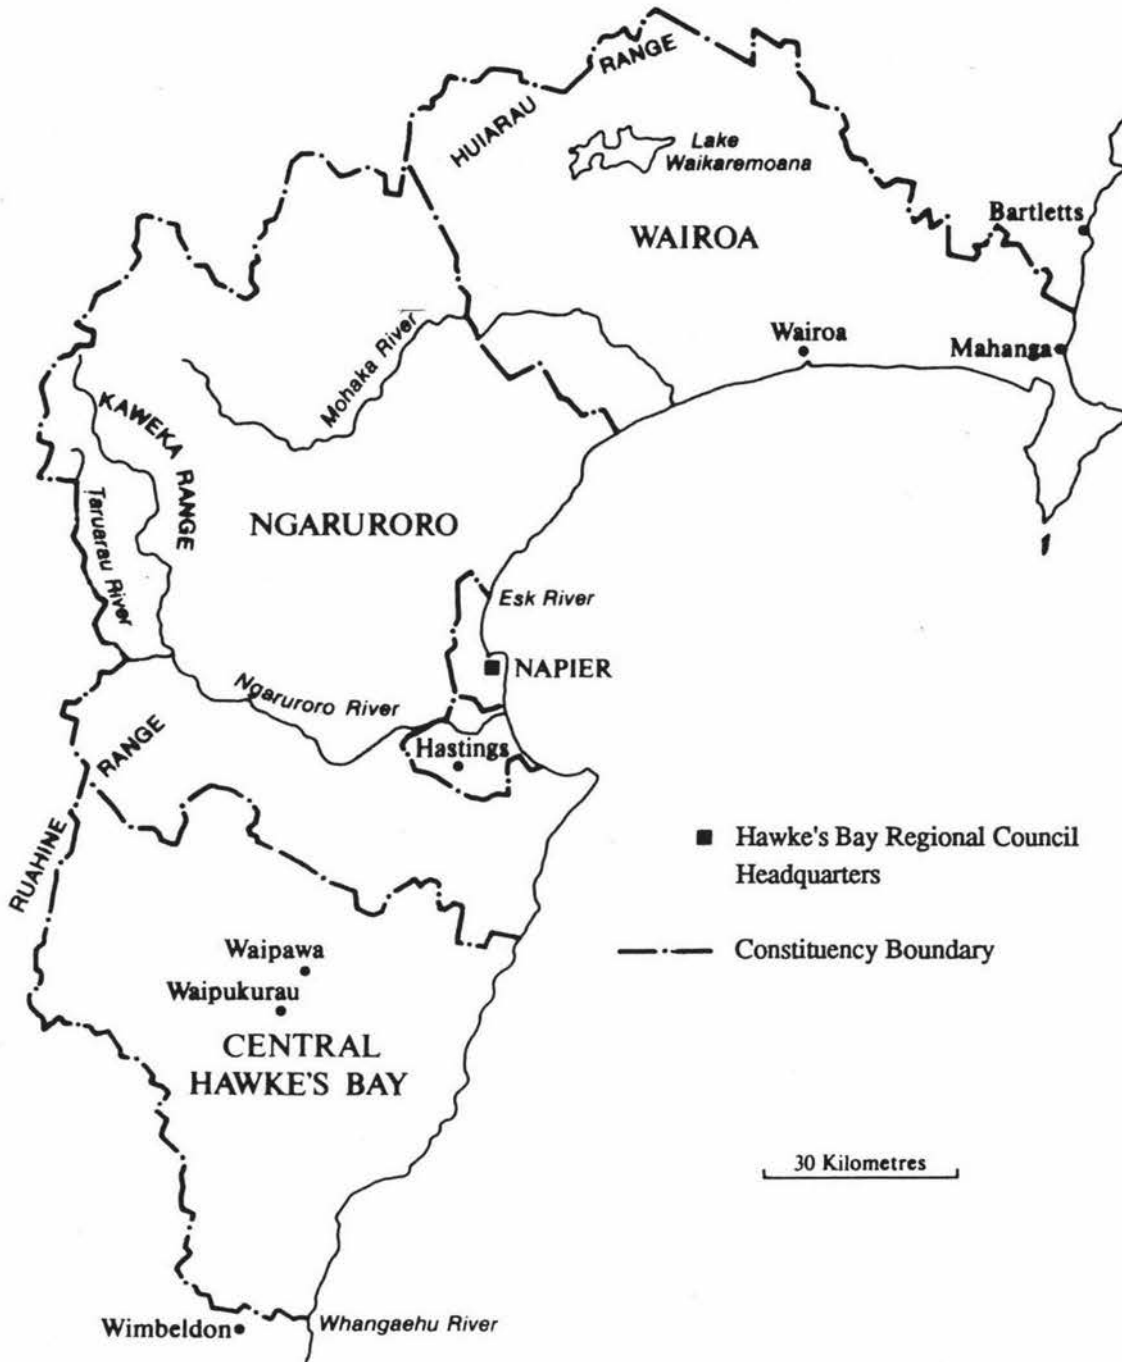 RANGE
HUIARAU
Lake
Waikaremoana
Bartletts
WAIROA
Mohaka River
Wairoa
Mahanga
KAWEKA RANGE
Taruarau River
NGARURORO
Esk River
NAPIER
Ngaruroro River
RANGE
Hastings
RUAHINE
Hawke's Bay Regional Council
Headquarters
Constituency Boundary
Waipawa
Waipukurau
CENTRAL
HAWKE'S BAY
30 Kilometres
Wimbeldon
Whangaehu River